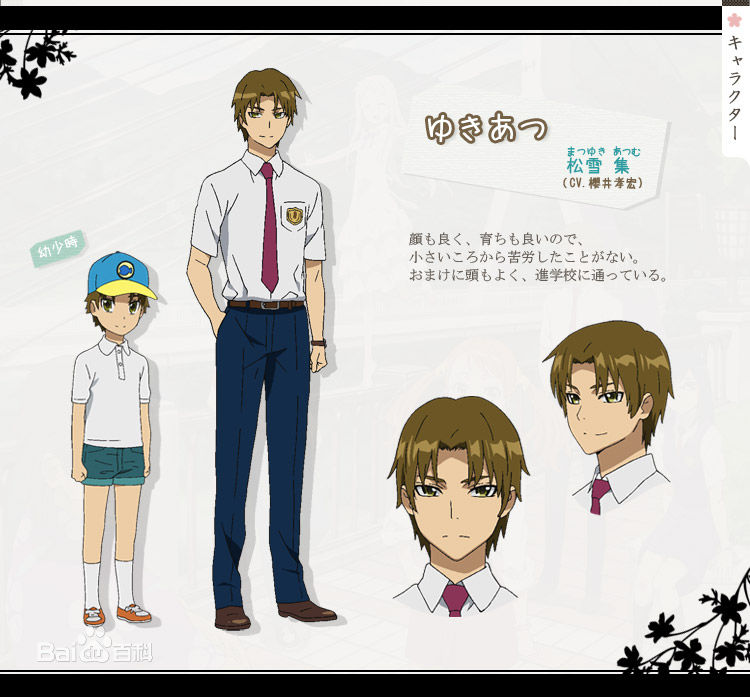 キャラクター
ゆきあつ
まつゆき あつむ
松雪 集
(CV.櫻井孝宏)
幼少時
顔も良く、育ちも良いので、
小さいころから苦労したことがない。
おまけに頭もよく、進学校に通っている。
Bai du 百科